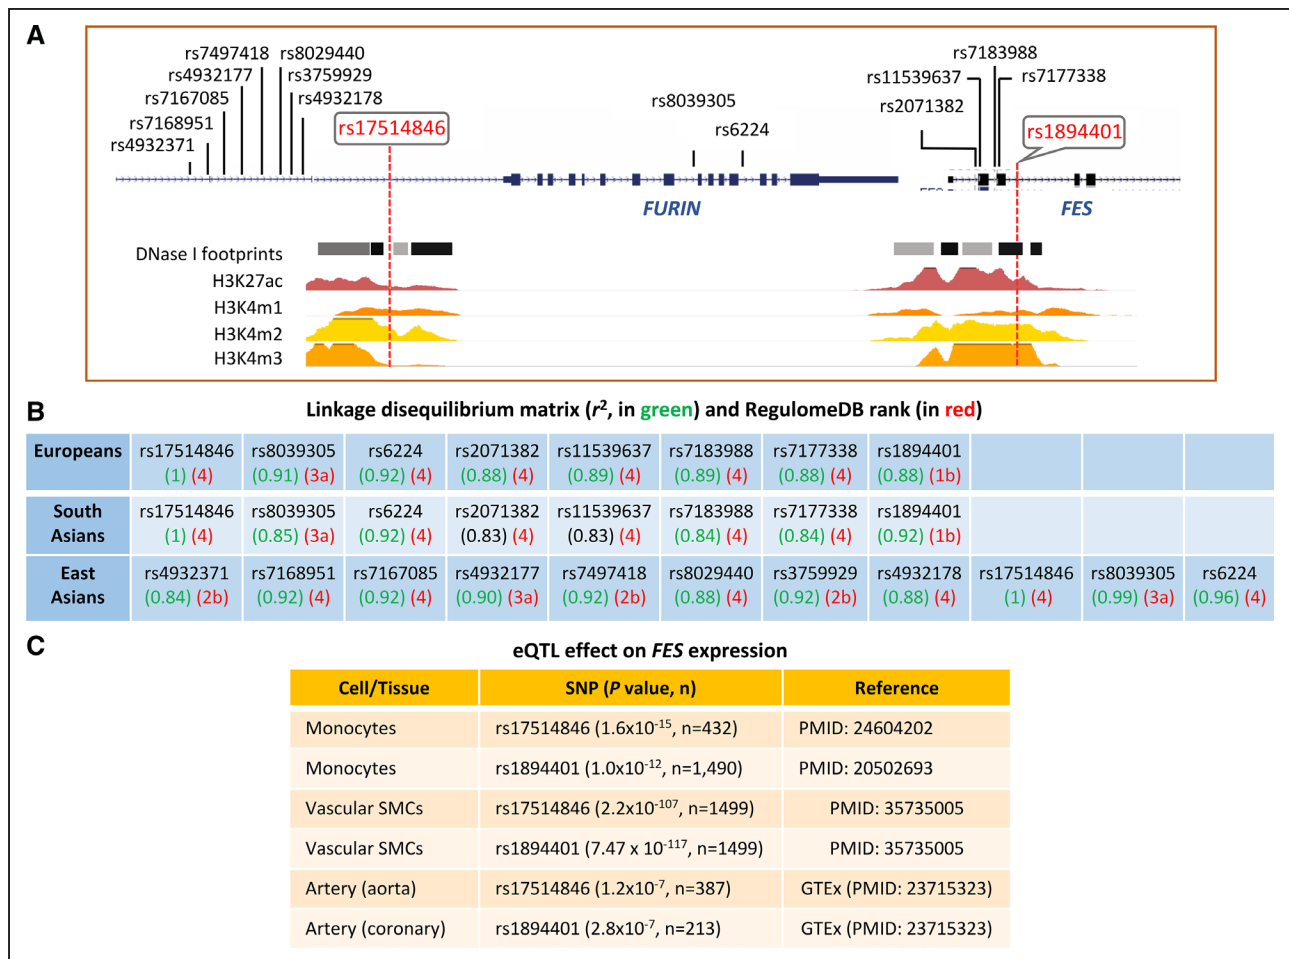 A
rs7497418 rs8029440
rs4932177 rs3759929
rs7167085 rs4932178
rs7168951
rs4932371
rs17514846
rs8039305
rs6224
rs7183988
rs11539637 rs7177338
rs2071382
rs1894401
FURIN
FES
DNase I footprints
H3K27ac
H3K4m1
H3K4m2
H3K4m3
B
Linkage disequilibrium matrix (r², in green) and RegulomeDB rank (in red)
Europeans rs17514846 rs8039305 rs6224 rs2071382 rs11539637 rs7183988 rs7177338 rs1894401
(1) (4) (0.91) (3a) (0.92) (4) (0.88) (4) (0.89) (4) (0.89) (4) (0.88) (4) (0.88) (1b)
South Asians rs17514846 rs8039305 rs6224 rs2071382 rs11539637 rs7183988 rs7177338 rs1894401
(1) (4) (0.85) (3a) (0.92) (4) (0.83) (4) (0.83) (4) (0.84) (4) (0.84) (4) (0.92) (1b)
East Asians rs4932371 rs7168951 rs7167085 rs4932177 rs7497418 rs8029440 rs3759929 rs4932178 rs17514846 rs8039305 rs6224
(0.84) (2b) (0.92) (4) (0.92) (4) (0.90) (3a) (0.92) (2b) (0.88) (4) (0.92) (2b) (0.88) (4) (1) (4) (0.99) (3a) (0.96) (4)
C
eQTL effect on FES expression
Cell/Tissue SNP (P value, n) Reference
Monocytes rs17514846 (1.6x10⁻¹⁵, n=432) PMID: 24604202
Monocytes rs1894401 (1.0x10⁻¹², n=1,490) PMID: 20502693
Vascular SMCs rs17514846 (2.2x10⁻¹⁰⁷, n=1499) PMID: 35735005
Vascular SMCs rs1894401 (7.47 x 10⁻¹¹⁷, n=1499) PMID: 35735005
Artery (aorta) rs17514846 (1.2x10⁻⁷, n=387) GTEx (PMID: 23715323)
Artery (coronary) rs1894401 (2.8x10⁻⁷, n=213) GTEx (PMID: 23715323)